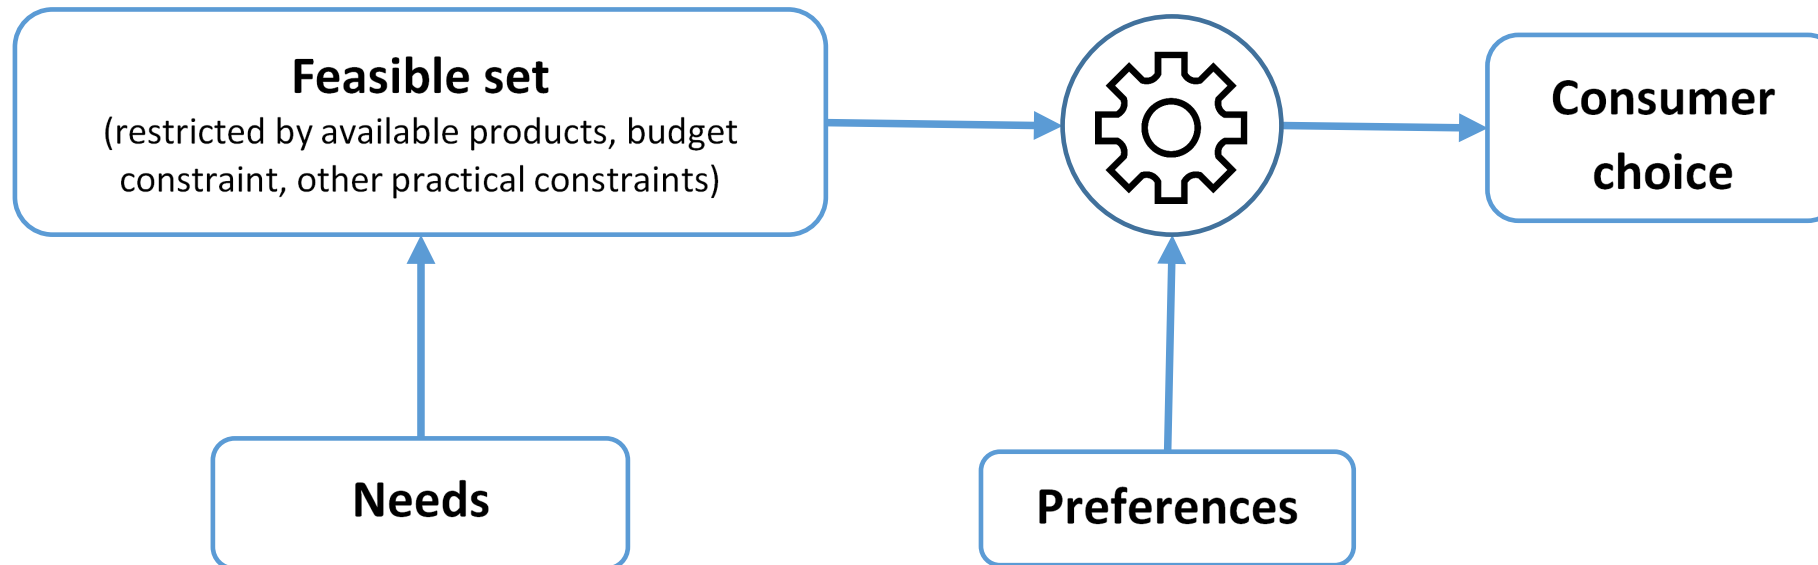 Feasible set
(restricted by available products, budget
constraint, other practical constraints)
Consumer
choice
Needs
Preferences